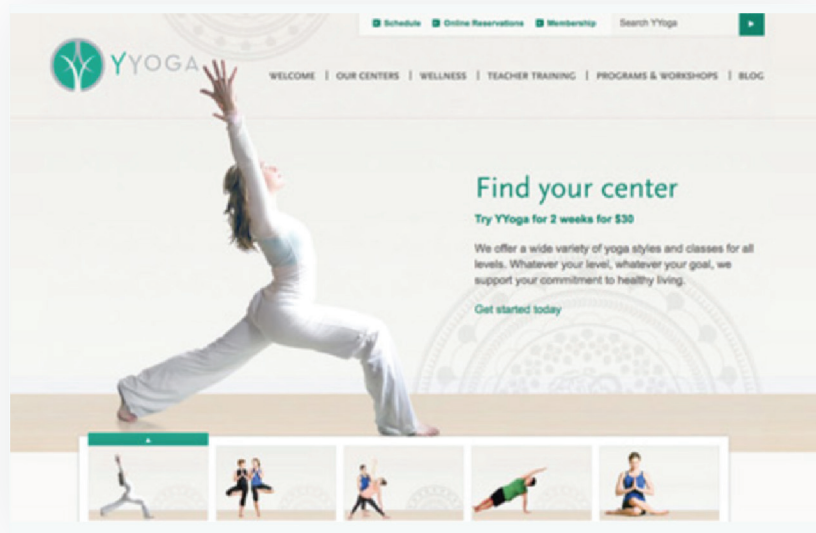 Schedule Online Reservations Membership Search YYoga
YYOGA
WELCOME | OUR CENTERS | WELLNESS | TEACHER TRAINING | PROGRAMS & WORKSHOPS | BLOG
Find your center
Try YYoga for 2 weeks for $30
We offer a wide variety of yoga styles and classes for all
levels. Whatever your level, whatever your goal, we
support your commitment to healthy living.
Get started today